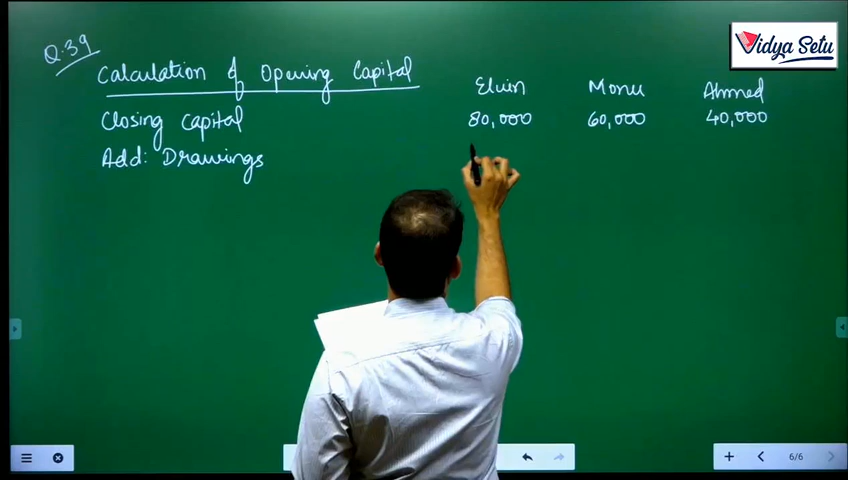 Q.39
Vidya Setu
Calculation of Opening Capital
Elvin Monu Ahmed
Closing Capital 80,000 60,000 40,000
Add: Drawings
6/6